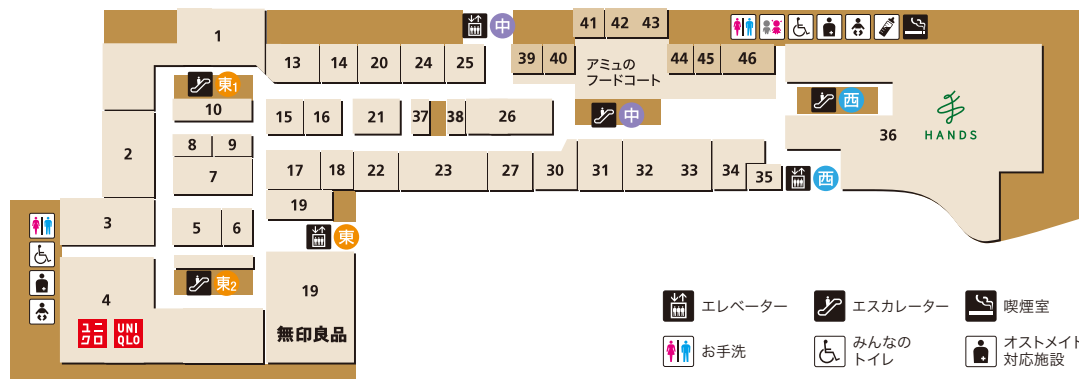 1
中
41 42 43
13 14 20 24 25
39 40
アミュの
フードコート
44 45 46
東1
10
15 16 21 37 38 26
中
西
36
HANDS
8 9
2
7
17 18 22 23 27 30 31 32 33 34 35
西
19
3
5 6
東
東2
4
ユニ
クロ
UNI
QLO
19
無印良品
エレベーター
エスカレーター
喫煙室
お手洗
みんなの
トイレ
オストメイト
対応施設